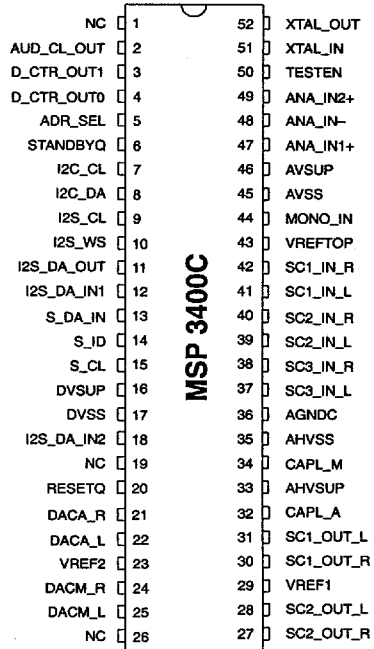 NC 1 52 XTAL_OUT
AUD_CL_OUT 2 51 XTAL_IN
D_CTR_OUT1 3 50 TESTEN
D_CTR_OUT0 4 49 ANA_IN2+
ADR_SEL 5 48 ANA_IN–
STANDBYQ 6 47 ANA_IN1+
I2C_CL 7 46 AVSUP
I2C_DA 8 45 AVSS
I2S_CL 9 44 MONO_IN
I2S_WS 10 43 VREFTOP
I2S_DA_OUT 11 42 SC1_IN_R
I2S_DA_IN1 12 41 SC1_IN_L
S_DA_IN 13 40 SC2_IN_R
S_ID 14 39 SC2_IN_L
S_CL 15 38 SC3_IN_R
DVSUP 16 37 SC3_IN_L
DVSS 17 36 AGNDC
I2S_DA_IN2 18 35 AHVSS
NC 19 34 CAPL_M
RESETQ 20 33 AHVSUP
DACA_R 21 32 CAPL_A
DACA_L 22 31 SC1_OUT_L
VREF2 23 30 SC1_OUT_R
DACM_R 24 29 VREF1
DACM_L 25 28 SC2_OUT_L
NC 26 27 SC2_OUT_R
MSP 3400C